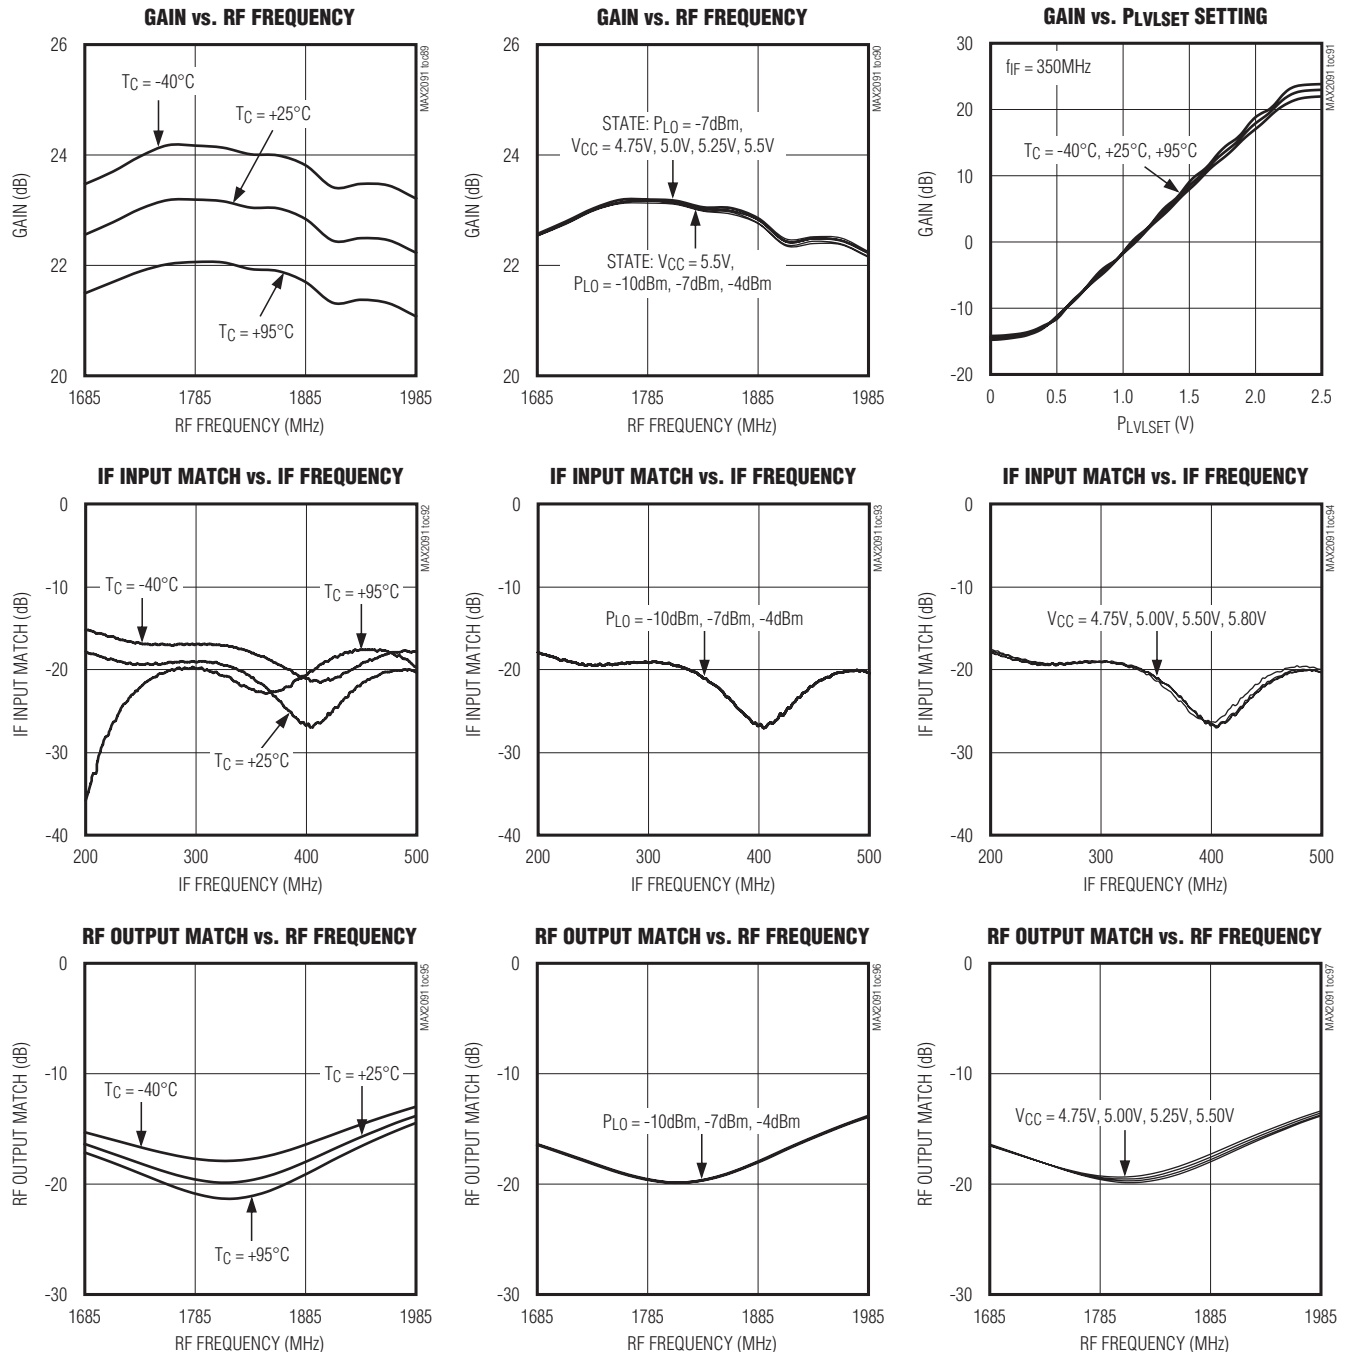 GAIN vs. RF FREQUENCY
26
24
22
20
GAIN (dB)
TC = -40°C
TC = +25°C
TC = +95°C
1685 1785 1885 1985
RF FREQUENCY (MHz)
MAX2091 toc89
GAIN vs. RF FREQUENCY
26
24
22
20
GAIN (dB)
STATE: PLO = -7dBm,
VCC = 4.75V, 5.0V, 5.25V, 5.5V
STATE: VCC = 5.5V,
PLO = -10dBm, -7dBm, -4dBm
1685 1785 1885 1985
RF FREQUENCY (MHz)
MAX2091 toc90
GAIN vs. PLVLSET SETTING
30
20
10
0
-10
-20
GAIN (dB)
fIF = 350MHz
TC = -40°C, +25°C, +95°C
0 0.5 1.0 1.5 2.0 2.5
PLVLSET (V)
MAX2091 toc91
IF INPUT MATCH vs. IF FREQUENCY
0
-10
-20
-30
-40
IF INPUT MATCH (dB)
TC = -40°C
TC = +95°C
TC = +25°C
200 300 400 500
IF FREQUENCY (MHz)
MAX2091 toc92
IF INPUT MATCH vs. IF FREQUENCY
0
-10
-20
-30
-40
IF INPUT MATCH (dB)
PLO = -10dBm, -7dBm, -4dBm
200 300 400 500
IF FREQUENCY (MHz)
MAX2091 toc93
IF INPUT MATCH vs. IF FREQUENCY
0
-10
-20
-30
-40
IF INPUT MATCH (dB)
VCC = 4.75V, 5.00V, 5.50V, 5.80V
200 300 400 500
IF FREQUENCY (MHz)
MAX2091 toc94
RF OUTPUT MATCH vs. RF FREQUENCY
0
-10
-20
-30
RF OUTPUT MATCH (dB)
TC = -40°C
TC = +25°C
TC = +95°C
1685 1785 1885 1985
RF FREQUENCY (MHz)
MAX2091 toc95
RF OUTPUT MATCH vs. RF FREQUENCY
0
-10
-20
-30
RF OUTPUT MATCH (dB)
PLO = -10dBm, -7dBm, -4dBm
1685 1785 1885 1985
RF FREQUENCY (MHz)
MAX2091 toc96
RF OUTPUT MATCH vs. RF FREQUENCY
0
-10
-20
-30
RF OUTPUT MATCH (dB)
VCC = 4.75V, 5.00V, 5.25V, 5.50V
1685 1785 1885 1985
RF FREQUENCY (MHz)
MAX2091 toc97